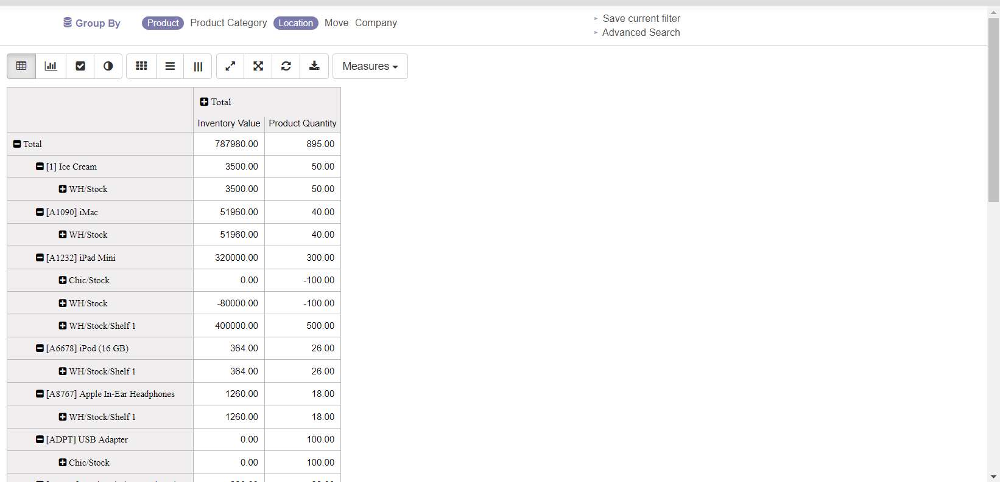 Group By Product Product Category Location Move Company
Save current filter
Advanced Search
Measures
Total
Inventory Value Product Quantity
Total 787980.00 895.00
[1] Ice Cream 3500.00 50.00
WH/Stock 3500.00 50.00
[A1090] iMac 51960.00 40.00
WH/Stock 51960.00 40.00
[A1232] iPad Mini 320000.00 300.00
Chic/Stock 0.00 -100.00
WH/Stock -80000.00 -100.00
WH/Stock/Shelf 1 400000.00 500.00
[A6678] iPod (16 GB) 364.00 26.00
WH/Stock/Shelf 1 364.00 26.00
[A8767] Apple In-Ear Headphones 1260.00 18.00
WH/Stock/Shelf 1 1260.00 18.00
[ADPT] USB Adapter 0.00 100.00
Chic/Stock 0.00 100.00